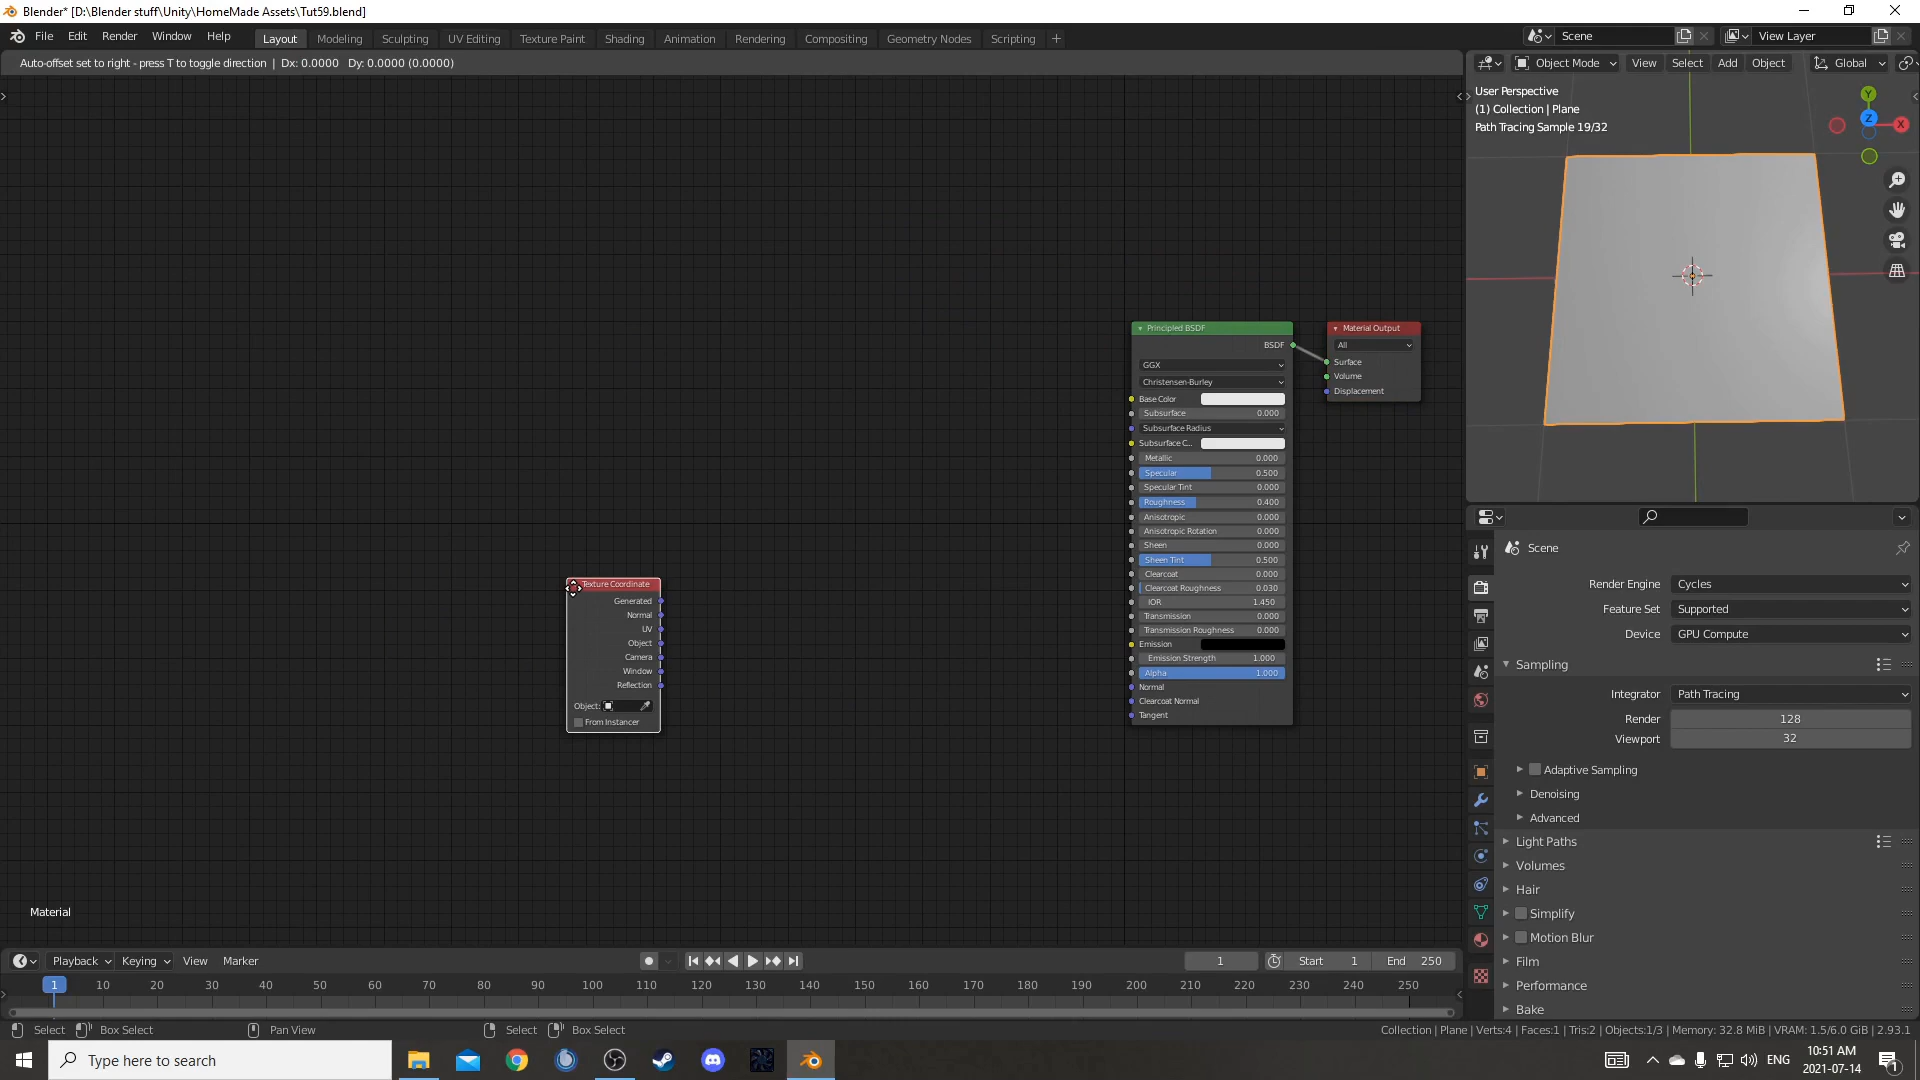 Blender* [D:\Blender stuff\Unity\HomeMade Assets\Tut59.blend]
File Edit Render Window Help
Layout Modeling Sculpting UV Editing Texture Paint Shading Animation Rendering Compositing Geometry Nodes Scripting +
Scene
View Layer
Auto-offset set to right - press T to toggle direction | Dx: 0.0000 Dy: 0.0000 (0.0000)
Object Mode View Select Add Object Global
User Perspective
(1) Collection | Plane
Path Tracing Sample 19/32
Y
Z
X
Principled BSDF
BSDF
GGX
Christensen-Burley
Base Color
Subsurface 0.000
Subsurface Radius
Subsurface C...
Metallic 0.000
Specular 0.500
Specular Tint 0.000
Roughness 0.400
Anisotropic 0.000
Anisotropic Rotation 0.000
Sheen 0.000
Sheen Tint 0.500
Clearcoat 0.000
Clearcoat Roughness 0.030
IOR 1.450
Transmission 0.000
Transmission Roughness 0.000
Emission
Emission Strength 1.000
Alpha 1.000
Normal
Clearcoat Normal
Tangent
Material Output
All
Surface
Volume
Displacement
Texture Coordinate
Generated
Normal
UV
Object
Camera
Window
Reflection
Object:
From Instancer
Material
Scene
Render Engine Cycles
Feature Set Supported
Device GPU Compute
Sampling
Integrator Path Tracing
Render 128
Viewport 32
Adaptive Sampling
Denoising
Advanced
Light Paths
Volumes
Hair
Simplify
Motion Blur
Film
Performance
Bake
Playback Keying View Marker
1 Start 1 End 250
1 10 20 30 40 50 60 70 80 90 100 110 120 130 140 150 160 170 180 190 200 210 220 230 240 250
Select Box Select Pan View Select Box Select
Collection | Plane | Verts:4 | Faces:1 | Tris:2 | Objects:1/3 | Memory: 32.8 MiB | VRAM: 1.5/6.0 GiB | 2.93.1
Type here to search
ENG
10:51 AM
2021-07-14
1